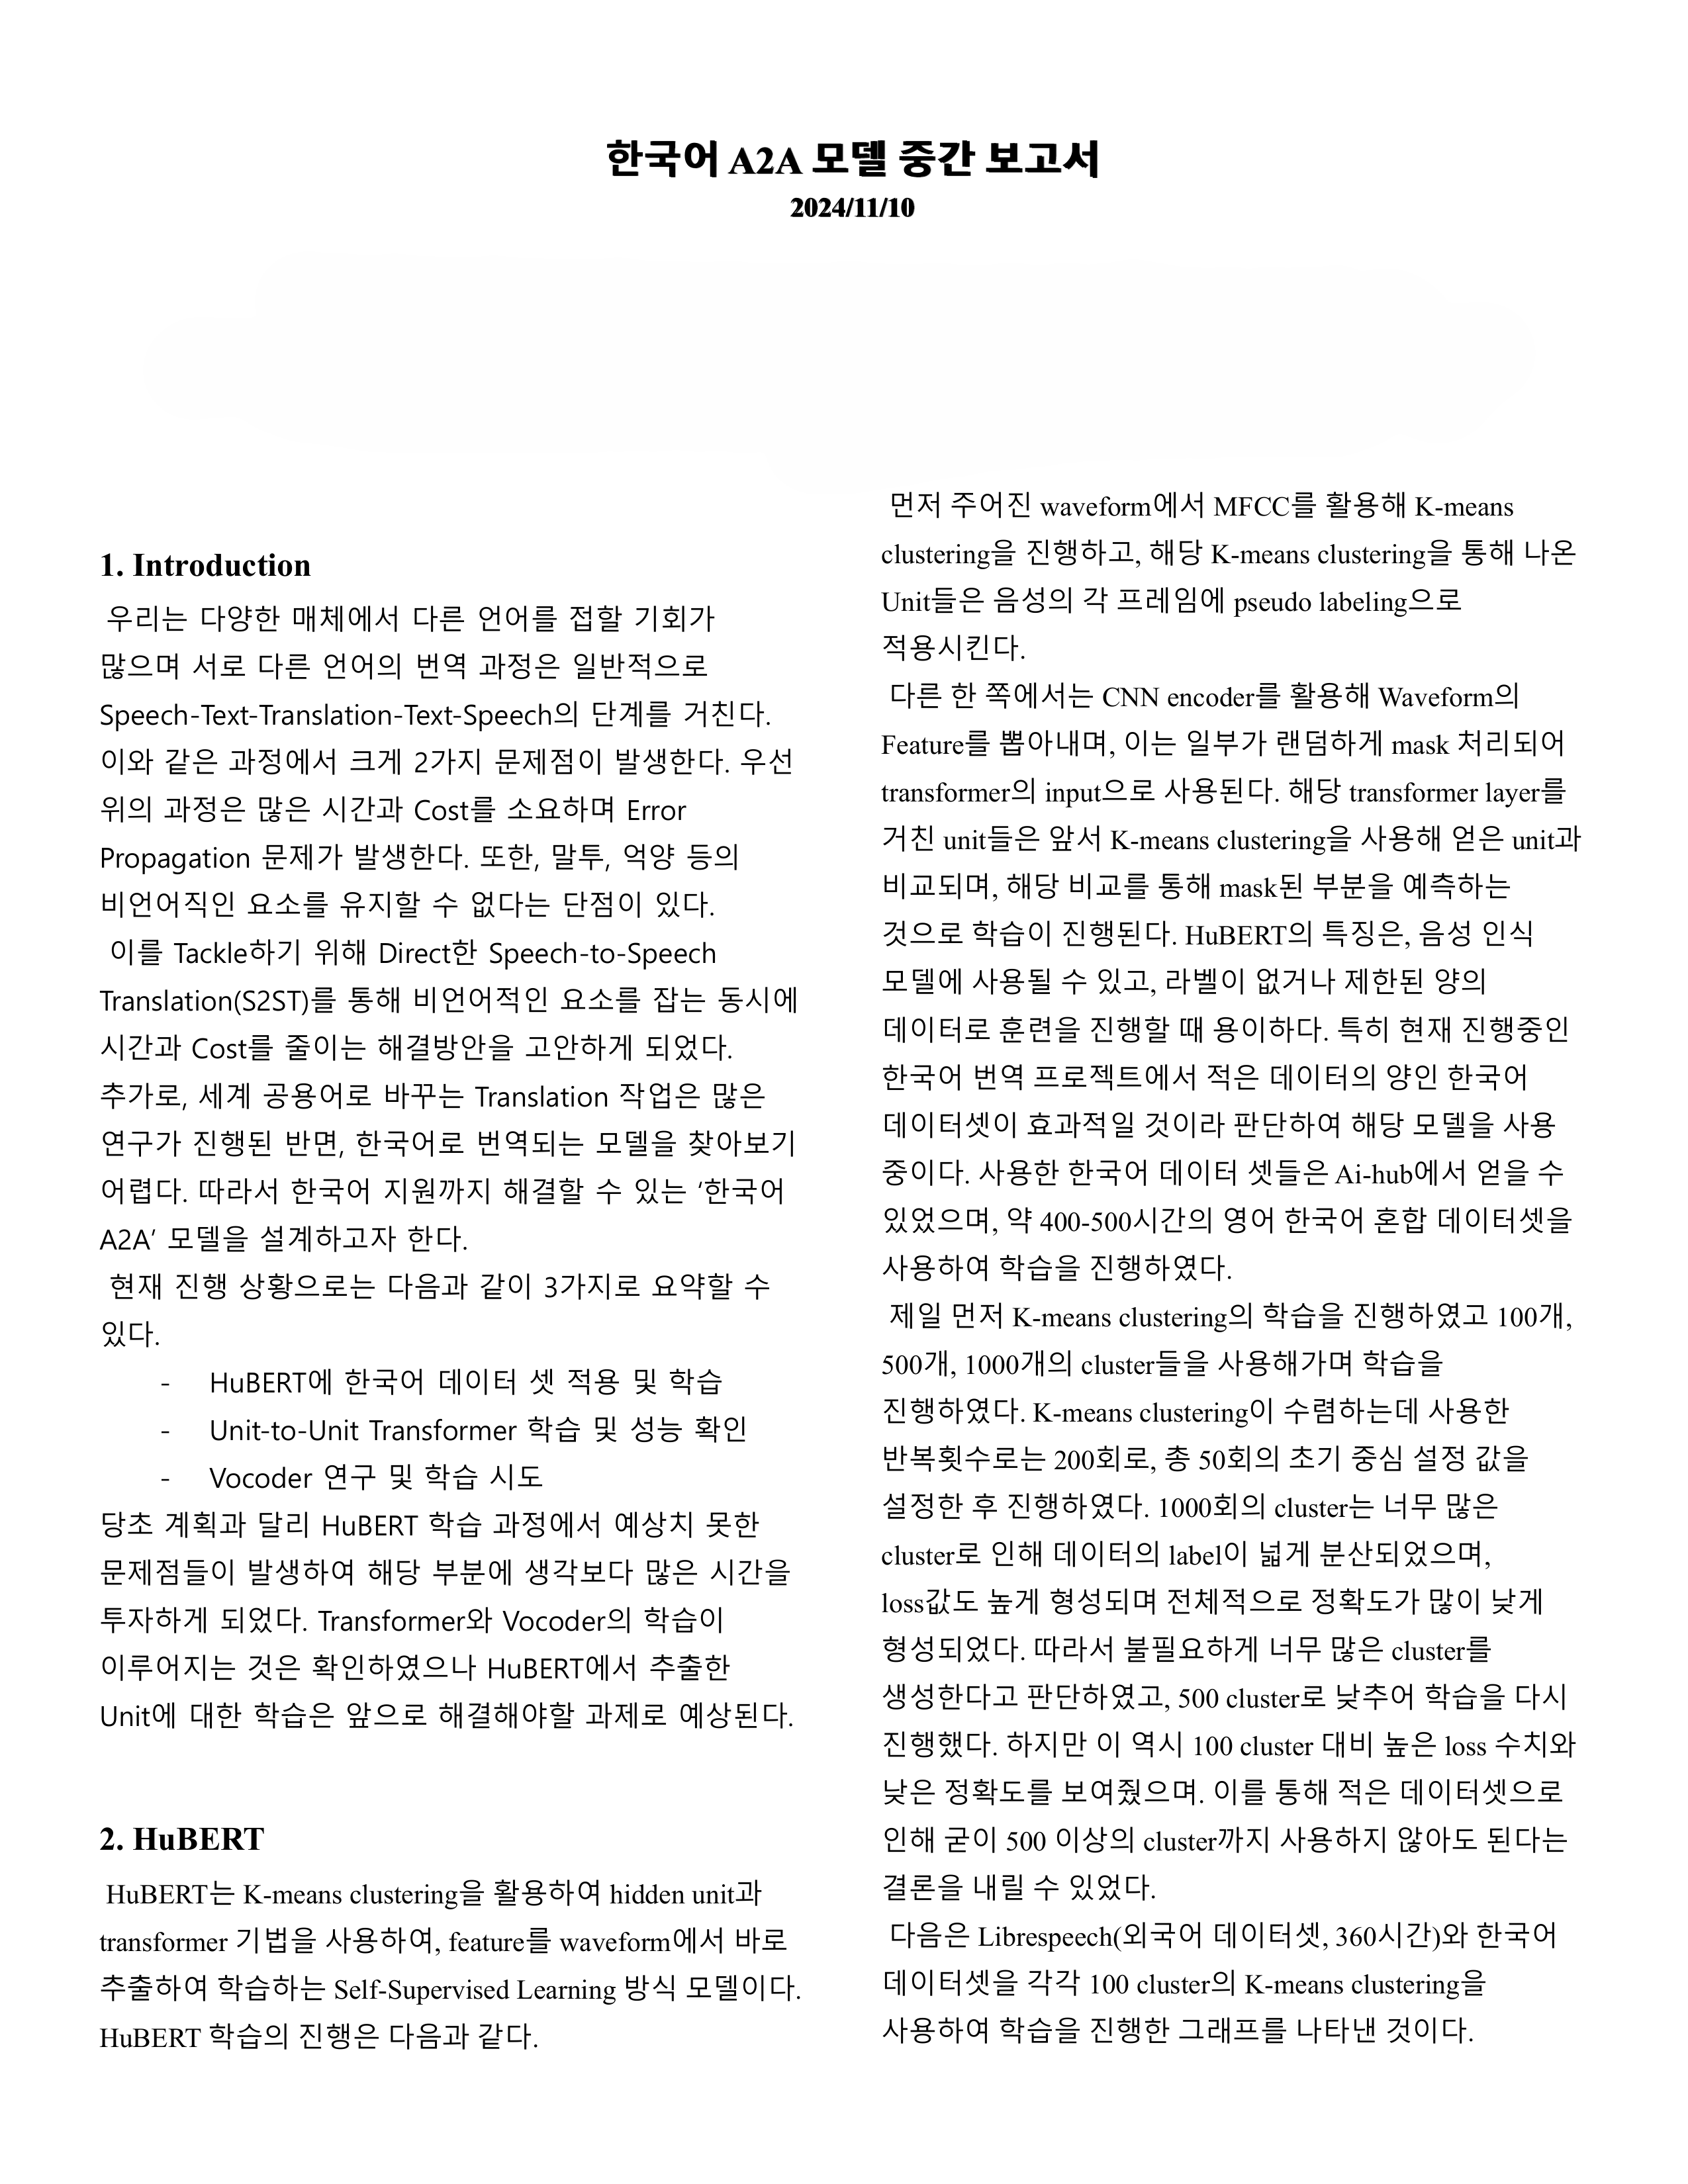 한국어 A2A 모델 중간 보고서
2024/11/10
1. Introduction
우리는 다양한 매체에서 다른 언어를 접할 기회가
많으며 서로 다른 언어의 번역 과정은 일반적으로
Speech-Text-Translation-Text-Speech의 단계를 거친다.
이와 같은 과정에서 크게 2가지 문제점이 발생한다. 우선
위의 과정은 많은 시간과 Cost를 소요하며 Error
Propagation 문제가 발생한다. 또한, 말투, 억양 등의
비언어직인 요소를 유지할 수 없다는 단점이 있다.
이를 Tackle하기 위해 Direct한 Speech-to-Speech
Translation(S2ST)를 통해 비언어적인 요소를 잡는 동시에
시간과 Cost를 줄이는 해결방안을 고안하게 되었다.
추가로, 세계 공용어로 바꾸는 Translation 작업은 많은
연구가 진행된 반면, 한국어로 번역되는 모델을 찾아보기
어렵다. 따라서 한국어 지원까지 해결할 수 있는 ‘한국어
A2A’ 모델을 설계하고자 한다.
현재 진행 상황으로는 다음과 같이 3가지로 요약할 수
있다.
- HuBERT에 한국어 데이터 셋 적용 및 학습
- Unit-to-Unit Transformer 학습 및 성능 확인
- Vocoder 연구 및 학습 시도
당초 계획과 달리 HuBERT 학습 과정에서 예상치 못한
문제점들이 발생하여 해당 부분에 생각보다 많은 시간을
투자하게 되었다. Transformer와 Vocoder의 학습이
이루어지는 것은 확인하였으나 HuBERT에서 추출한
Unit에 대한 학습은 앞으로 해결해야할 과제로 예상된다.
2. HuBERT
HuBERT는 K-means clustering을 활용하여 hidden unit과
transformer 기법을 사용하여, feature를 waveform에서 바로
추출하여 학습하는 Self-Supervised Learning 방식 모델이다.
HuBERT 학습의 진행은 다음과 같다.
먼저 주어진 waveform에서 MFCC를 활용해 K-means
clustering을 진행하고, 해당 K-means clustering을 통해 나온
Unit들은 음성의 각 프레임에 pseudo labeling으로
적용시킨다.
다른 한 쪽에서는 CNN encoder를 활용해 Waveform의
Feature를 뽑아내며, 이는 일부가 랜덤하게 mask 처리되어
transformer의 input으로 사용된다. 해당 transformer layer를
거친 unit들은 앞서 K-means clustering을 사용해 얻은 unit과
비교되며, 해당 비교를 통해 mask된 부분을 예측하는
것으로 학습이 진행된다. HuBERT의 특징은, 음성 인식
모델에 사용될 수 있고, 라벨이 없거나 제한된 양의
데이터로 훈련을 진행할 때 용이하다. 특히 현재 진행중인
한국어 번역 프로젝트에서 적은 데이터의 양인 한국어
데이터셋이 효과적일 것이라 판단하여 해당 모델을 사용
중이다. 사용한 한국어 데이터 셋들은 Ai-hub에서 얻을 수
있었으며, 약 400-500시간의 영어 한국어 혼합 데이터셋을
사용하여 학습을 진행하였다.
제일 먼저 K-means clustering의 학습을 진행하였고 100개,
500개, 1000개의 cluster들을 사용해가며 학습을
진행하였다. K-means clustering이 수렴하는데 사용한
반복횟수로는 200회로, 총 50회의 초기 중심 설정 값을
설정한 후 진행하였다. 1000회의 cluster는 너무 많은
cluster로 인해 데이터의 label이 넓게 분산되었으며,
loss값도 높게 형성되며 전체적으로 정확도가 많이 낮게
형성되었다. 따라서 불필요하게 너무 많은 cluster를
생성한다고 판단하였고, 500 cluster로 낮추어 학습을 다시
진행했다. 하지만 이 역시 100 cluster 대비 높은 loss 수치와
낮은 정확도를 보여줬으며. 이를 통해 적은 데이터셋으로
인해 굳이 500 이상의 cluster까지 사용하지 않아도 된다는
결론을 내릴 수 있었다.
다음은 Librespeech(외국어 데이터셋, 360시간)와 한국어
데이터셋을 각각 100 cluster의 K-means clustering을
사용하여 학습을 진행한 그래프를 나타낸 것이다.